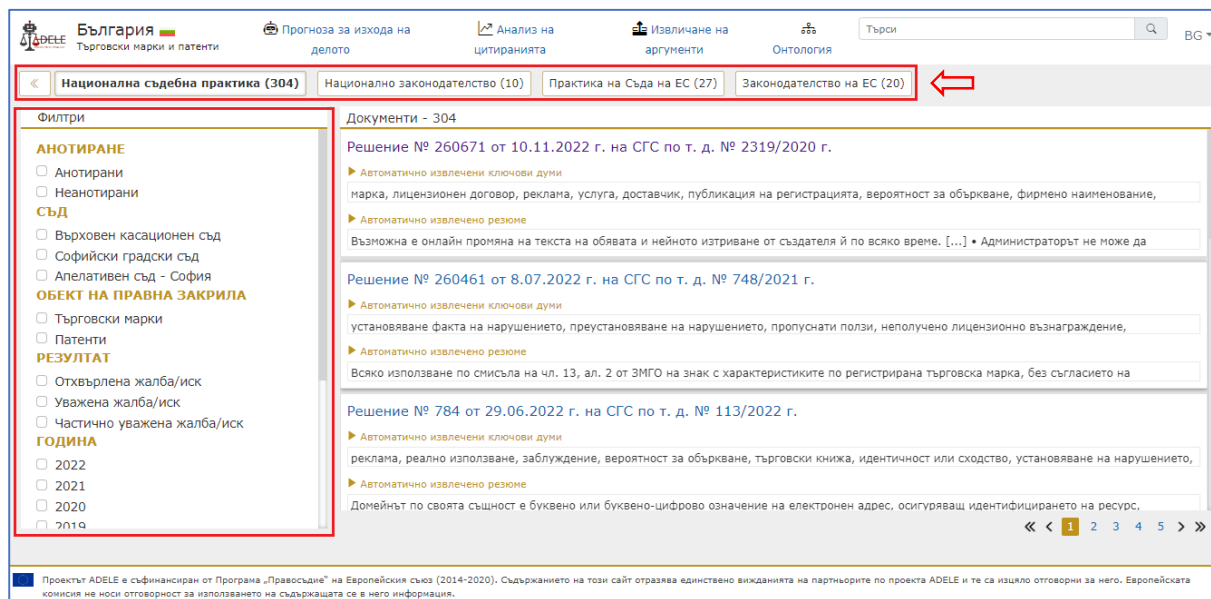 ADELE
България
Търговски марки и патенти
Прогноза за изхода на
делото
Анализ на
цитиранията
Извличане на
аргументи
Онтология
Търси
BG
«
Национална съдебна практика (304)
Национално законодателство (10)
Практика на Съда на ЕС (27)
Законодателство на ЕС (20)
Филтри
АНОТИРАНЕ
Анотирани
Неанотирани
СЪД
Върховен касационен съд
Софийски градски съд
Апелативен съд - София
ОБЕКТ НА ПРАВНА ЗАКРИЛА
Търговски марки
Патенти
РЕЗУЛТАТ
Отхвърлена жалба/иск
Уважена жалба/иск
Частично уважена жалба/иск
ГОДИНА
2022
2021
2020
2019
Документи - 304
Решение № 260671 от 10.11.2022 г. на СГС по т. д. № 2319/2020 г.
Автоматично извлечени ключови думи
марка, лицензионен договор, реклама, услуга, доставчик, публикация на регистрацията, вероятност за объркване, фирмено наименование,
Автоматично извлечено резюме
Възможна е онлайн промяна на текста на обявата и нейното изтриване от създателя ѝ по всяко време. [...] • Администраторът не може да
Решение № 260461 от 8.07.2022 г. на СГС по т. д. № 748/2021 г.
Автоматично извлечени ключови думи
установяване факта на нарушението, преустановяване на нарушението, пропуснати ползи, неполучено лицензионно възнаграждение,
Автоматично извлечено резюме
Всяко използване по смисъла на чл. 13, ал. 2 от ЗМГО на знак с характеристиките по регистрирана търговска марка, без съгласието на
Решение № 784 от 29.06.2022 г. на СГС по т. д. № 113/2022 г.
Автоматично извлечени ключови думи
реклама, реално използване, заблуждение, вероятност за объркване, търговски книжа, идентичност или сходство, установяване на нарушението,
Автоматично извлечено резюме
Домейнът по своята същност е буквено или буквено-цифрово означение на електронен адрес, осигуряващ идентифицирането на ресурс,
« < 1 2 3 4 5 > »
Проектът ADELE е съфинансиран от Програма „Правосъдие" на Европейския съюз (2014-2020). Съдържанието на този сайт отразява единствено вижданията на партньорите по проекта ADELE и те са изцяло отговорни за него. Европейската
комисия не носи отговорност за използването на съдържащата се в него информация.